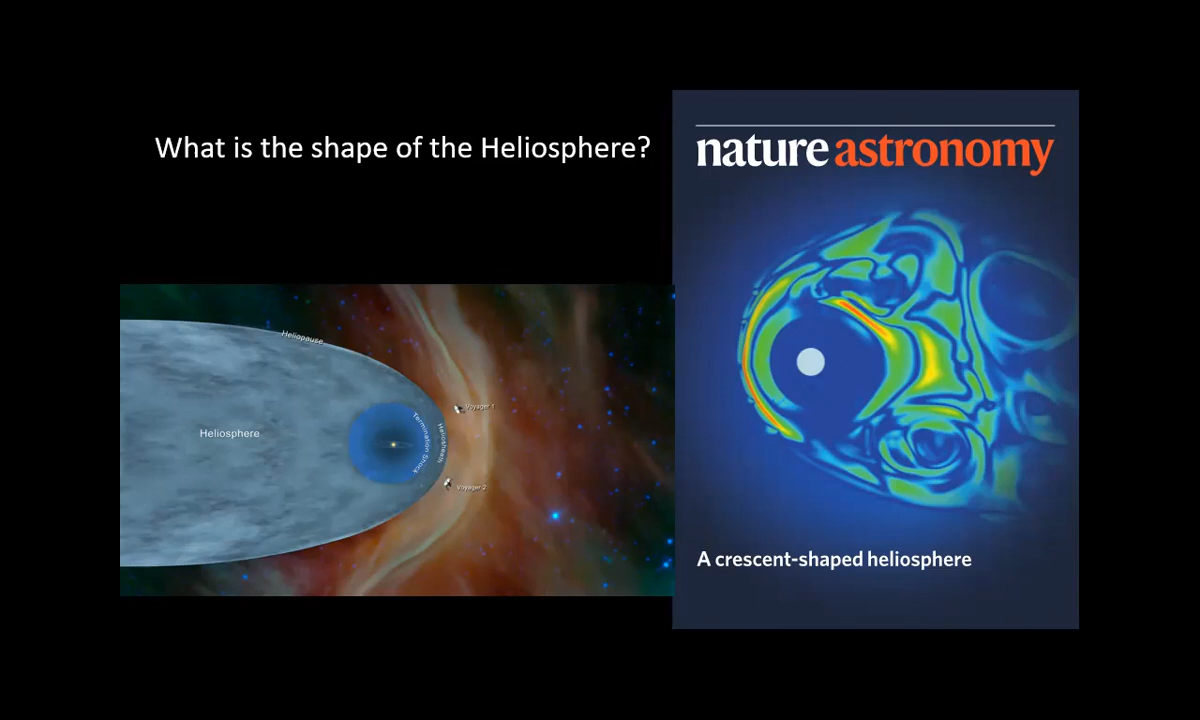 What is the shape of the Heliosphere?
nature astronomy
Heliopause
Heliosphere
Termination Shock
Heliosheath
Voyager 1
Voyager 2
A crescent-shaped heliosphere